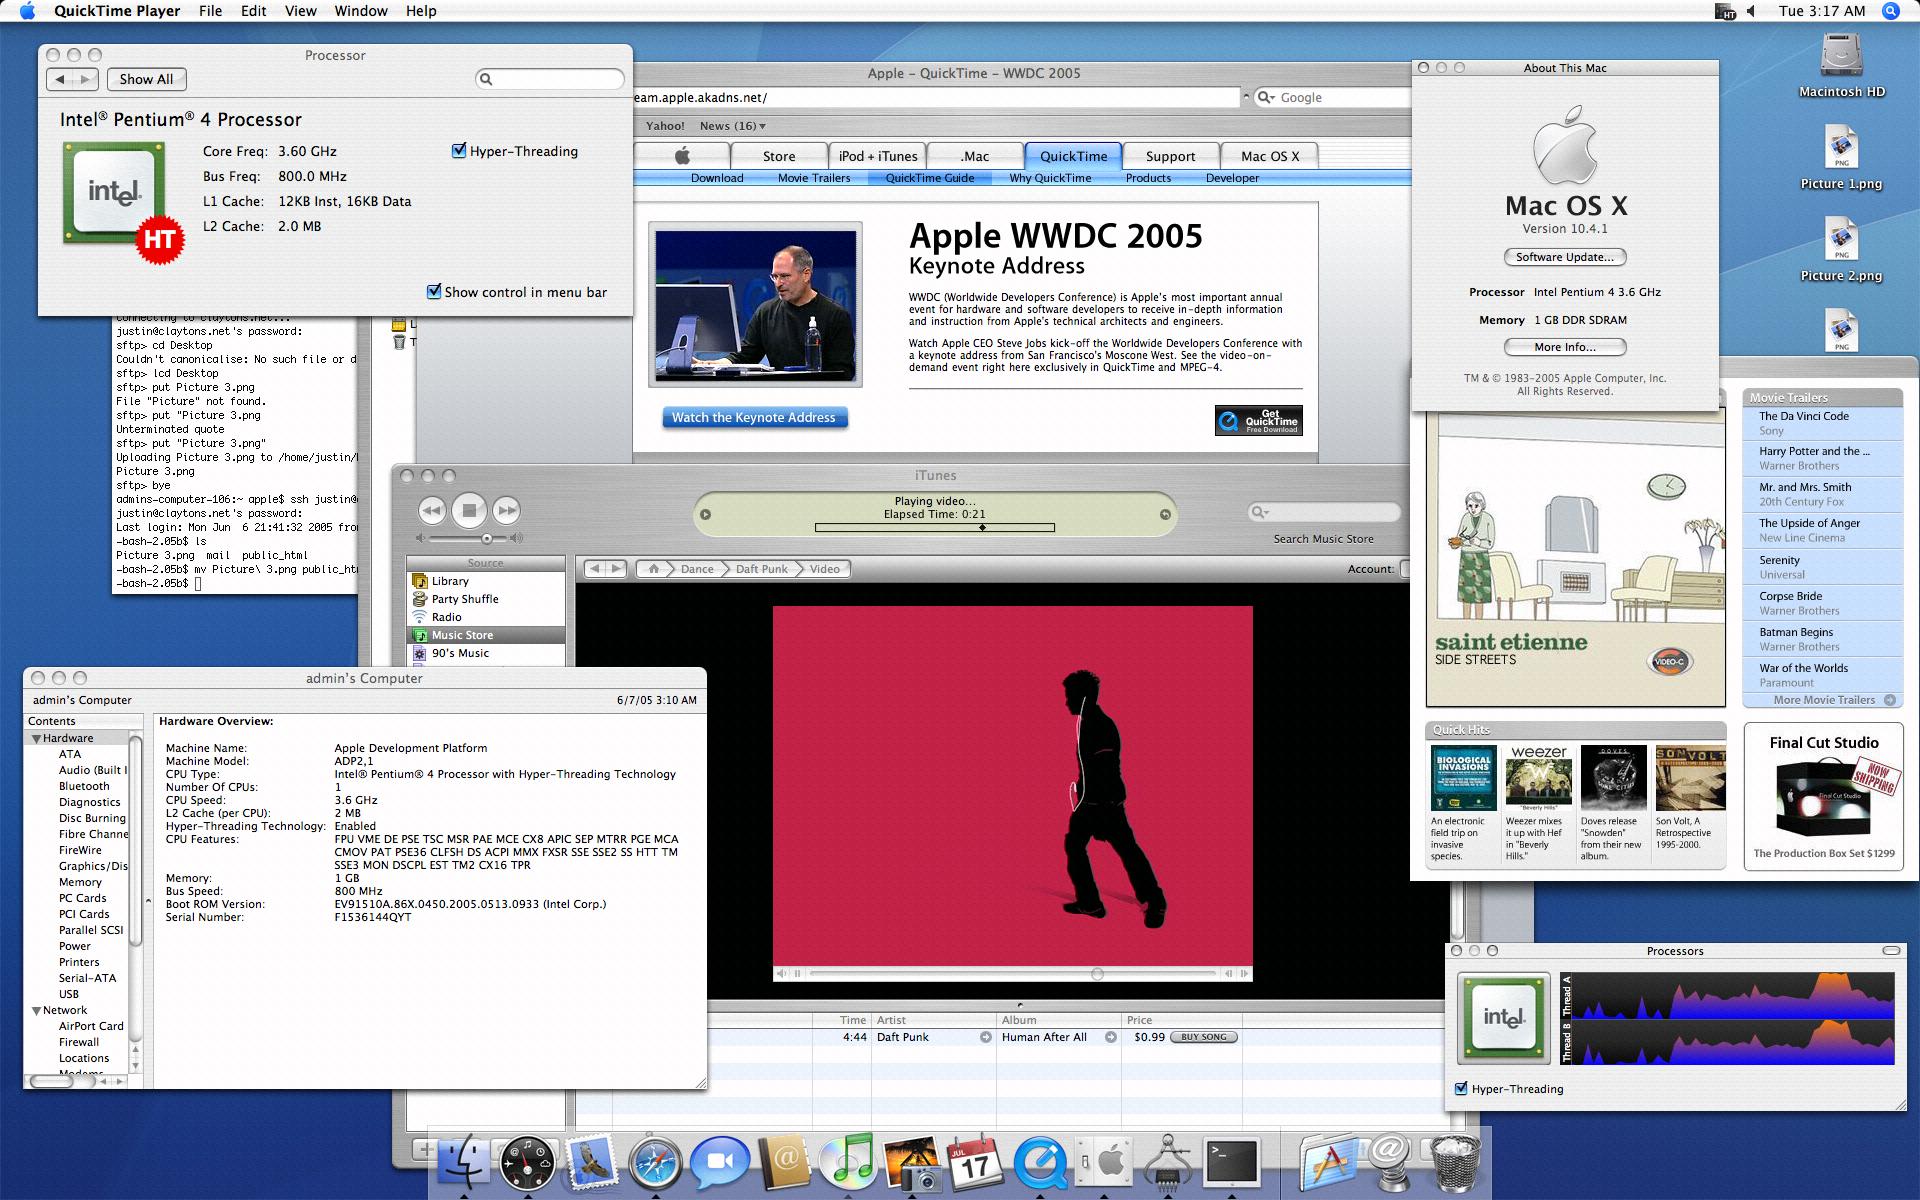 QuickTime Player File Edit View Window Help
HT
Tue 3:17 AM
Processor
Show All
Intel® Pentium® 4 Processor
intel
HT
Core Freq: 3.60 GHz
Bus Freq: 800.0 MHz
L1 Cache: 12KB Inst, 16KB Data
L2 Cache: 2.0 MB
Hyper-Threading
Show control in menu bar
Apple - QuickTime - WWDC 2005
eam.apple.akadns.net/
Google
Yahoo! News (16)
Store iPod + iTunes .Mac QuickTime Support Mac OS X
Download Movie Trailers QuickTime Guide Why QuickTime Products Developer
Apple WWDC 2005
Keynote Address
WWDC (Worldwide Developers Conference) is Apple's most important annual
event for hardware and software developers to receive in-depth information
and instruction from Apple's technical architects and engineers.
Watch Apple CEO Steve Jobs kick-off the Worldwide Developers Conference with
a keynote address from San Francisco's Moscone West. See the video-on-
demand event right here exclusively in QuickTime and MPEG-4.
Watch the Keynote Address
Get
QuickTime
Free Download
About This Mac
Mac OS X
Version 10.4.1
Software Update...
Processor Intel Pentium 4 3.6 GHz
Memory 1 GB DDR SDRAM
More Info...
TM & © 1983-2005 Apple Computer, Inc.
All Rights Reserved.
Macintosh HD
PNG
Picture 1.png
PNG
Picture 2.png
PNG
connecting to claytons.net...
justin@claytons.net's password:
sftp> cd Desktop
Couldn't canonicalise: No such file or d
sftp> lcd Desktop
sftp> put Picture 3.png
File "Picture" not found.
sftp> put "Picture 3.png
Unterminated quote
sftp> put "Picture 3.png"
Uploading Picture 3.png to /home/justin/
Picture 3.png
sftp> bye
admins-computer-106:~ apple$ ssh justin@
justin@claytons.net's password:
Last login: Mon Jun 6 21:41:32 2005 fro
-bash-2.05b$ ls
Picture 3.png mail public_html
-bash-2.05b$ mv Picture\ 3.png public_ht
-bash-2.05b$
iTunes
Playing video...
Elapsed Time: 0:21
Search Music Store
Source
Library
Party Shuffle
Radio
Music Store
90's Music
Dance Daft Punk Video
Account:
Time Artist Album Price
4:44 Daft Punk Human After All $0.99 BUY SONG
Movie Trailers
The Da Vinci Code
Sony
Harry Potter and the ...
Warner Brothers
Mr. and Mrs. Smith
20th Century Fox
The Upside of Anger
New Line Cinema
Serenity
Universal
Corpse Bride
Warner Brothers
Batman Begins
Warner Brothers
War of the Worlds
Paramount
More Movie Trailers
saint etienne
SIDE STREETS
VIDEO-C
Quick Hits
BIOLOGICAL
INVASIONS
weezer
"Beverly Hills"
DOVES
SOME CITIES
SON VOLT
An electronic
field trip on
invasive
species.
Weezer mixes
it up with Hef
in "Beverly
Hills."
Doves release
"Snowden"
from their new
album.
Son Volt, A
Retrospective
1995-2000.
Final Cut Studio
NOW
SHIPPING
Final Cut Studio
The Production Box Set $1299
admin's Computer
admin's Computer
6/7/05 3:10 AM
Contents
Hardware
ATA
Audio (Built I
Bluetooth
Diagnostics
Disc Burning
Fibre Channe
FireWire
Graphics/Dis
Memory
PC Cards
PCI Cards
Parallel SCSI
Power
Printers
Serial-ATA
USB
Network
AirPort Card
Firewall
Locations
Modems
Hardware Overview:
Machine Name: Apple Development Platform
Machine Model: ADP2,1
CPU Type: Intel® Pentium® 4 Processor with Hyper-Threading Technology
Number Of CPUs: 1
CPU Speed: 3.6 GHz
L2 Cache (per CPU): 2 MB
Hyper-Threading Technology: Enabled
CPU Features: FPU VME DE PSE TSC MSR PAE MCE CX8 APIC SEP MTRR PGE MCA
CMOV PAT PSE36 CLFSH DS ACPI MMX FXSR SSE SSE2 SS HTT TM
SSE3 MON DSCPL EST TM2 CX16 TPR
Memory: 1 GB
Bus Speed: 800 MHz
Boot ROM Version: EV91510A.86X.0450.2005.0513.0933 (Intel Corp.)
Serial Number: F1536144QYT
Processors
intel
Thread A
Thread B
Hyper-Threading
JUL
17